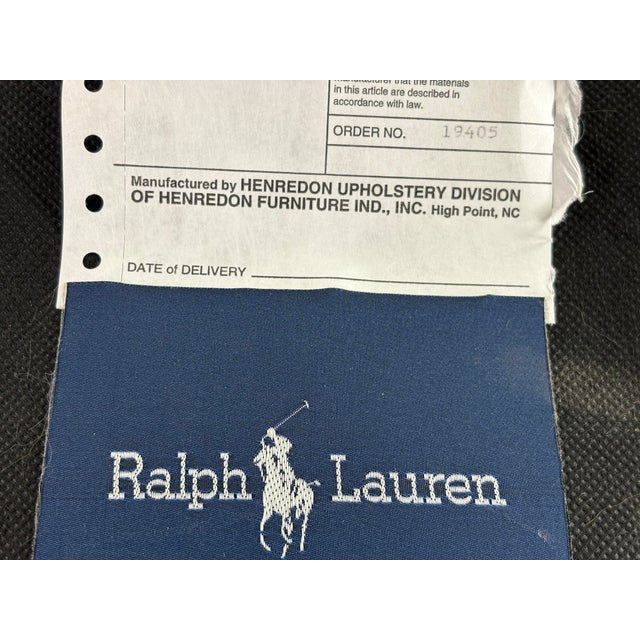 manufacturer that the materials
in this article are described in
accordance with law.
ORDER NO. 19405
Manufactured by HENREDON UPHOLSTERY DIVISION
OF HENREDON FURNITURE IND., INC. High Point, NC
DATE of DELIVERY
Ralph Lauren